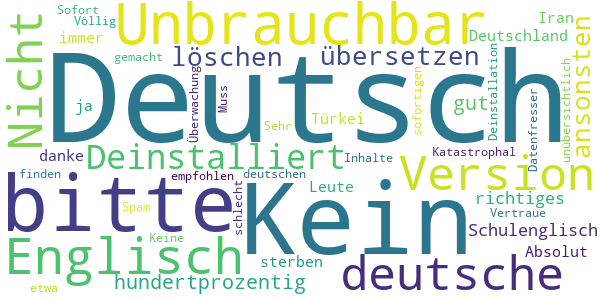 Sofort
Völlig
Unbrauchbar
Iran
Deutschland
immer
gemacht
löschen
übersetzen
ansonsten
Nicht
Deutsch
ja
Überwachung
Muss
Sehr
Türkei
sofortigen
gut
Deinstallation
Datenfresser
unübersichtlich
danke
Deinstalliert
Inhalte
Katastrophal
Version
finden
empfohlen
deutschen
Leute
richtiges
bitte
Spam
schlecht
Kein
Vertraue
Schulenglisch
Keine
Englisch
sterben
Absolut
hundertprozentig
deutsche
etwa